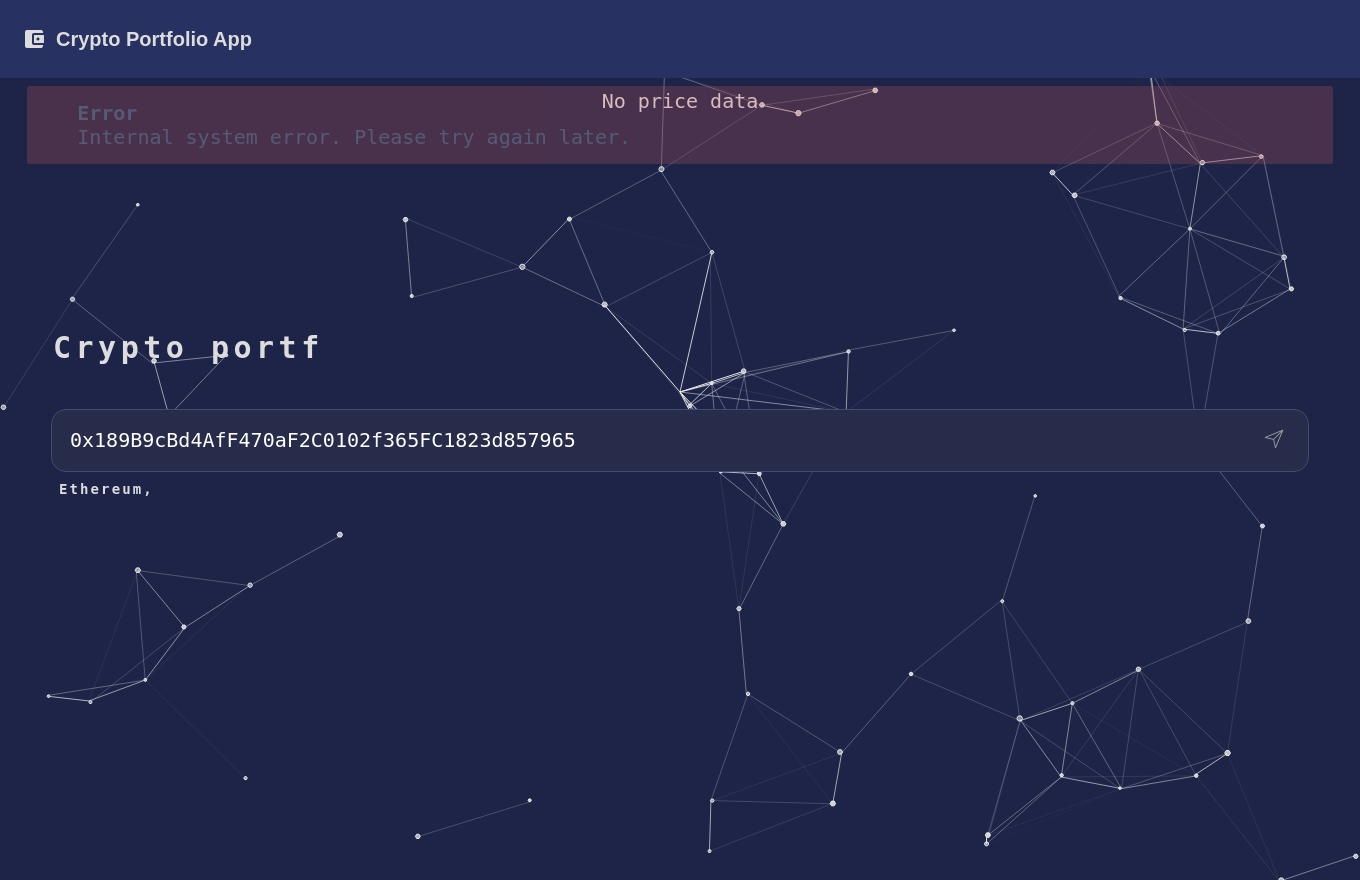 Crypto Portfolio App
No price data.
Error
Internal system error. Please try again later.
Crypto portf
0x189B9cBd4AfF470aF2C0102f365FC1823d857965
Ethereum,